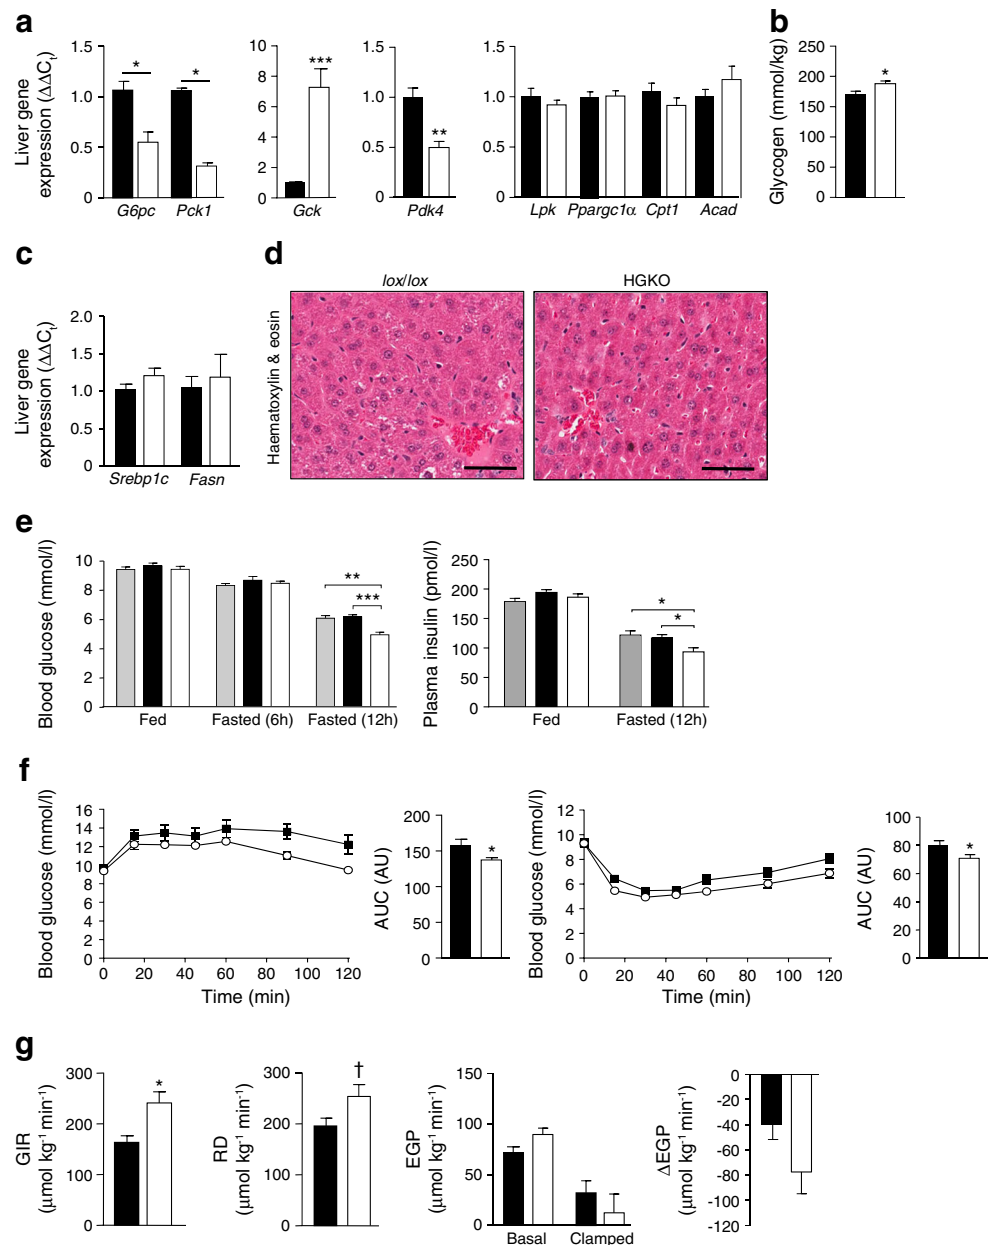 a
Liver gene
expression (ΔΔCt)
1.5
1.0
0.5
0
*
*
G6pc Pck1
10
8
6
4
2
0
***
Gck
1.5
1.0
0.5
0
**
Pdk4
1.5
1.0
0.5
0
Lpk Ppargc1α Cpt1 Acad
b
Glycogen (mmol/kg)
250
200
150
100
50
0
*
c
Liver gene
expression (ΔΔCt)
2.0
1.5
1.0
0.5
0
Srebp1c Fasn
d
lox/lox HGKO
Haematoxylin & eosin
e
Blood glucose (mmol/l)
10
8
6
4
2
0
**
***
Fed Fasted (6h) Fasted (12h)
Plasma insulin (pmol/l)
250
200
150
100
50
0
*
*
Fed Fasted (12h)
f
Blood glucose (mmol/l)
16
14
12
10
8
6
4
2
0
0 20 40 60 80 100 120
Time (min)
AUC (AU)
200
150
100
50
0
*
Blood glucose (mmol/l)
12
10
8
6
4
2
0
0 20 40 60 80 100 120
Time (min)
AUC (AU)
100
80
60
40
20
0
*
g
GIR
(μmol kg-1 min-1)
300
200
100
0
*
RD
(μmol kg-1 min-1)
300
200
100
0
†
EGP
(μmol kg-1 min-1)
150
100
50
0
Basal Clamped
ΔEGP
(μmol kg-1 min-1)
0
-20
-40
-60
-80
-100
-120